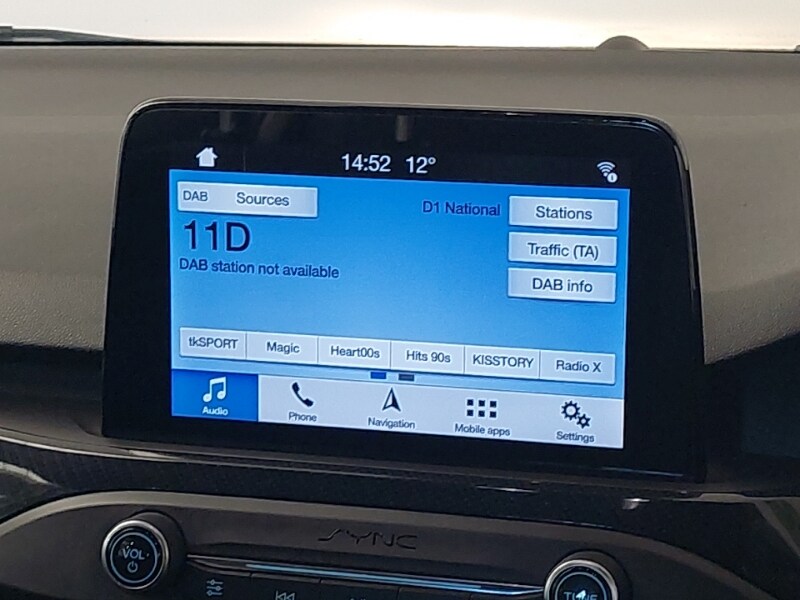 14:52 12°
DAB Sources
D1 National
Stations
11D
Traffic (TA)
DAB station not available
DAB info
tkSPORT Magic Heart00s Hits 90s KISSTORY Radio X
Audio Phone Navigation Mobile apps Settings
SYNC
VOL
TUNE